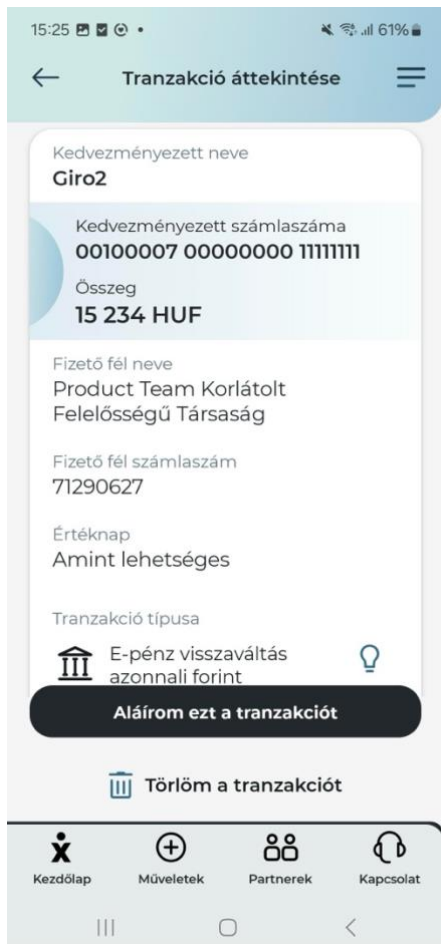 15:25 61%
Tranzakció áttekintése
Kedvezményezett neve
Giro2
Kedvezményezett számlaszáma
00100007 00000000 11111111
Összeg
15 234 HUF
Fizető fél neve
Product Team Korlátolt
Felelősségű Társaság
Fizető fél számlaszám
71290627
Értéknap
Amint lehetséges
Tranzakció típusa
E-pénz visszaváltás
azonnali forint
Aláírom ezt a tranzakciót
Törlöm a tranzakciót
Kezdőlap Műveletek Partnerek Kapcsolat